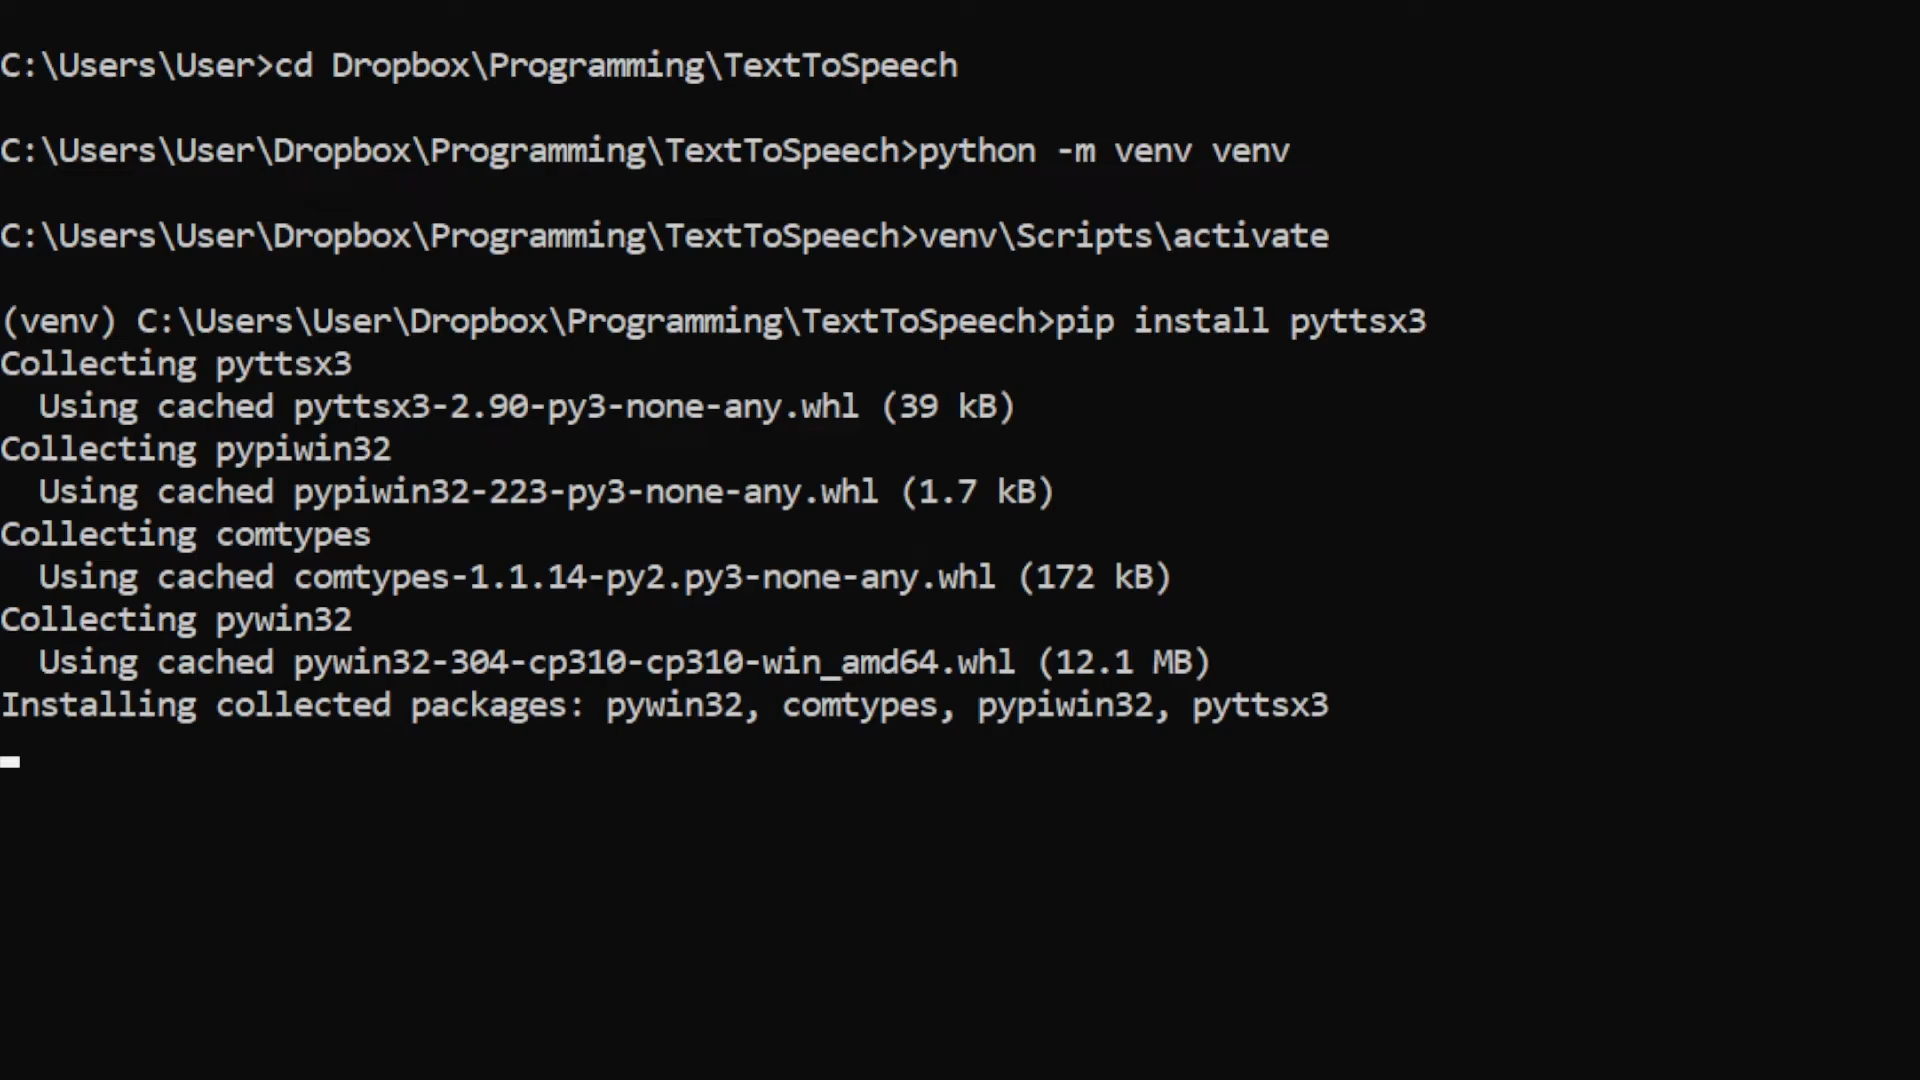 C:\Users\User>cd Dropbox\Programming\TextToSpeech
C:\Users\User\Dropbox\Programming\TextToSpeech>python -m venv venv
C:\Users\User\Dropbox\Programming\TextToSpeech>venv\Scripts\activate
(venv) C:\Users\User\Dropbox\Programming\TextToSpeech>pip install pyttsx3
Collecting pyttsx3
  Using cached pyttsx3-2.90-py3-none-any.whl (39 kB)
Collecting pypiwin32
  Using cached pypiwin32-223-py3-none-any.whl (1.7 kB)
Collecting comtypes
  Using cached comtypes-1.1.14-py2.py3-none-any.whl (172 kB)
Collecting pywin32
  Using cached pywin32-304-cp310-cp310-win_amd64.whl (12.1 MB)
Installing collected packages: pywin32, comtypes, pypiwin32, pyttsx3